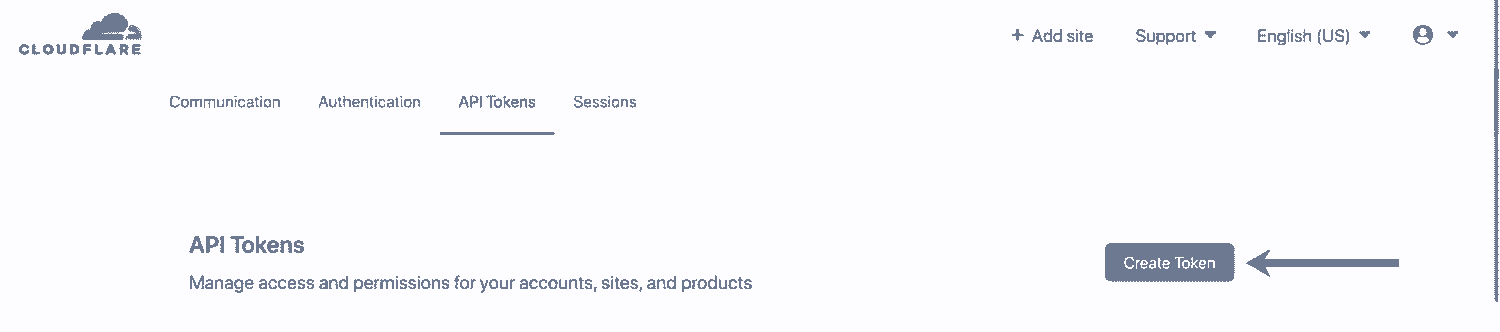 CLOUDFLARE
+ Add site Support English (US)
Communication Authentication API Tokens Sessions
API Tokens
Create Token
Manage access and permissions for your accounts, sites, and products